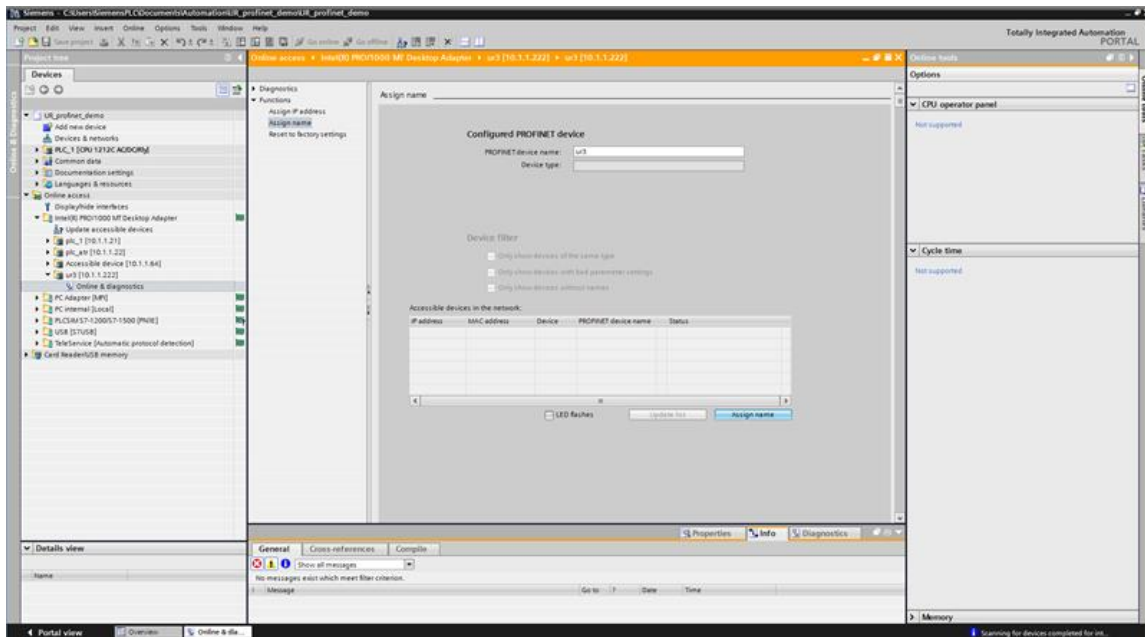 Siemens - C:\Users\SiemensPLC\Documents\Automation\UR_profinet_demo\UR_profinet_demo
Project Edit View Insert Online Options Tools Window Help
Totally Integrated Automation
PORTAL
Save project
Go online
Go offline
Project tree
Online access > Intel(R) PRO/1000 MT Desktop Adapter > ur3 [10.1.1.222] > ur3 [10.1.1.222]
Online tools
Devices
Options
UR_profinet_demo
Add new device
Devices & networks
PLC_1 [CPU 1212C AC/DC/Rly]
Common data
Documentation settings
Languages & resources
Online access
Display/hide interfaces
Intel(R) PRO/1000 MT Desktop Adapter
Update accessible devices
plc_1 [10.1.1.21]
plc_atr [10.1.1.22]
Accessible device [10.1.1.64]
ur3 [10.1.1.222]
Online & diagnostics
PC Adapter [MPI]
PC internal [Local]
PLCSIM S7-1200/S7-1500 [PN/IE]
USB [S7USB]
TeleService [Automatic protocol detection]
Card Reader/USB memory
Diagnostics
Functions
Assign IP address
Assign name
Reset to factory settings
Assign name
Configured PROFINET device
PROFINET device name: ur3
Device type:
Device filter
Only show devices of the same type
Only show devices with bad parameter settings
Only show devices without names
Accessible devices in the network:
IP address MAC address Device PROFINET device name Status
LED flashes Update list Assign name
CPU operator panel
Not supported
Cycle time
Not supported
Memory
Properties Info Diagnostics
General Cross-references Compile
Show all messages
No messages exist which meet filter criterion.
! Message Go to ? Date Time
Details view
Name
Portal view Overview Online & dia...
Scanning for devices completed for int...
Online & Diagnostics